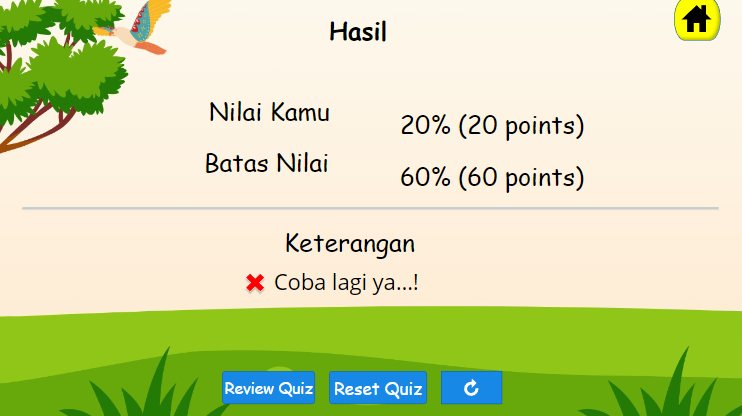 Hasil
Nilai Kamu
20% (20 points)
Batas Nilai
60% (60 points)
Keterangan
Coba lagi ya...!
Review Quiz
Reset Quiz